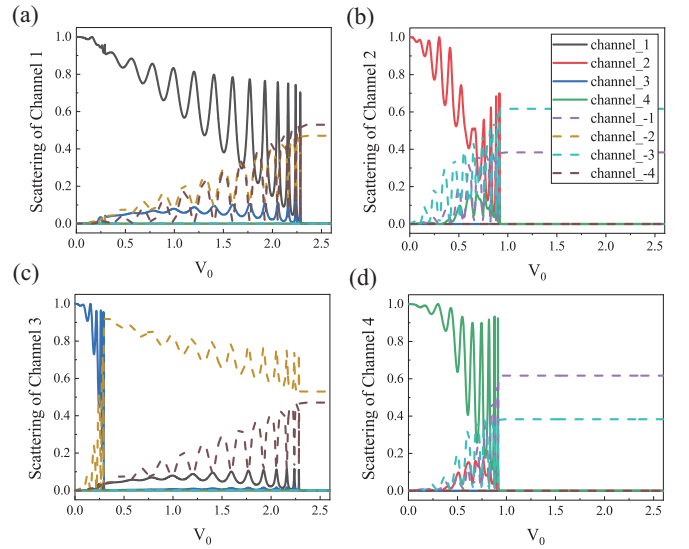 (a)
1.0
0.8
0.6
0.4
0.2
0.0
0.0 0.5 1.0 1.5 2.0 2.5
Scattering of Channel 1
V0
(b)
1.0
0.8
0.6
0.4
0.2
0.0
0.0 0.5 1.0 1.5 2.0 2.5
Scattering of Channel 2
V0
channel_1
channel_2
channel_3
channel_4
channel_-1
channel_-2
channel_-3
channel_-4
(c)
1.0
0.8
0.6
0.4
0.2
0.0
0.0 0.5 1.0 1.5 2.0 2.5
Scattering of Channel 3
V0
(d)
1.0
0.8
0.6
0.4
0.2
0.0
0.0 0.5 1.0 1.5 2.0 2.5
Scattering of Channel 4
V0